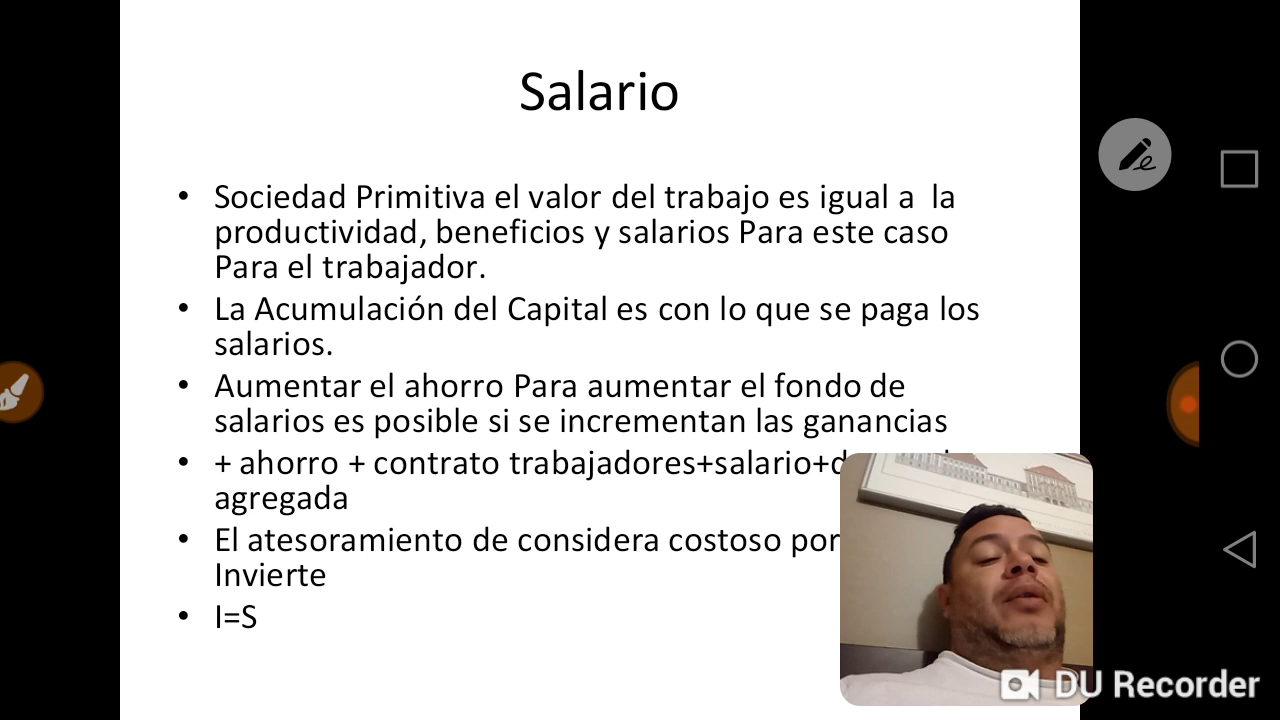 Salario
• Sociedad Primitiva el valor del trabajo es igual a  la
productividad, beneficios y salarios Para este caso
Para el trabajador.
• La Acumulación del Capital es con lo que se paga los
salarios.
• Aumentar el ahorro Para aumentar el fondo de
salarios es posible si se incrementan las ganancias
• + ahorro + contrato trabajadores+salario+
agregada
• El atesoramiento de considera costoso por
Invierte
• I=S
DU Recorder